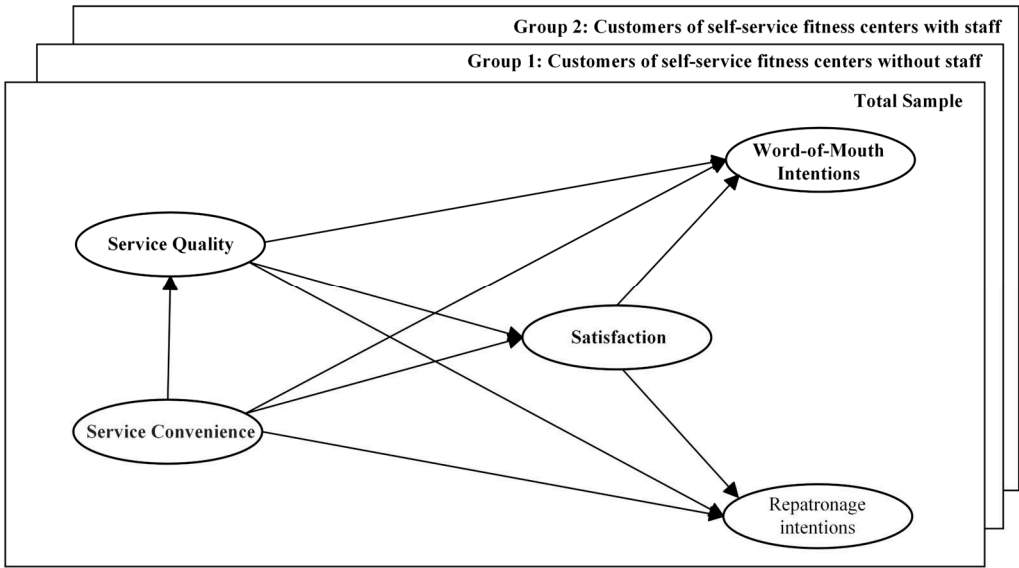 Group 2: Customers of self-service fitness centers with staff
Group 1: Customers of self-service fitness centers without staff
Total Sample
Word-of-Mouth
Intentions
Service Quality
Satisfaction
Service Convenience
Repatronage
intentions